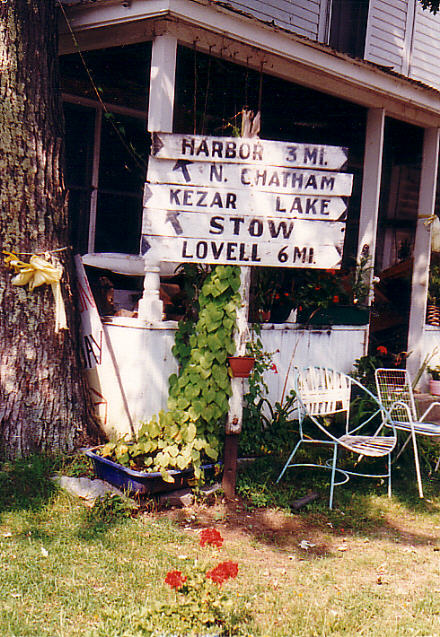 HARBOR 3 MI.
N. CHATHAM
KEZAR LAKE
STOW
LOVELL 6 MI.